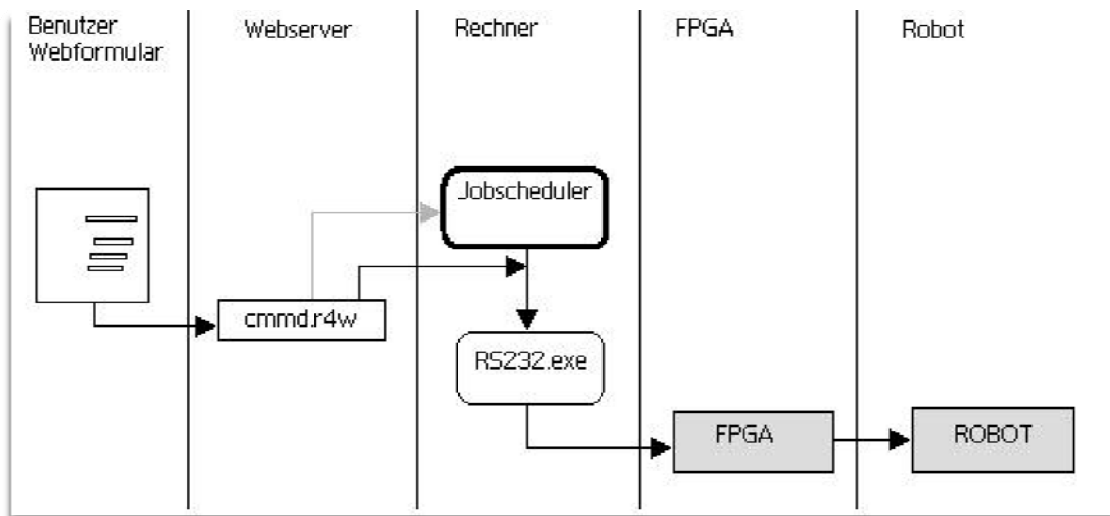 Benutzer
Webformular
Webserver
Rechner
FPGA
Robot
Jobscheduler
cmmd.r4w
RS232.exe
FPGA
ROBOT